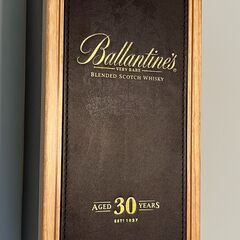 Ballantine's®
VERY RARE
BLENDED SCOTCH WHISKY
AGED 30 YEARS
ESTD 1827